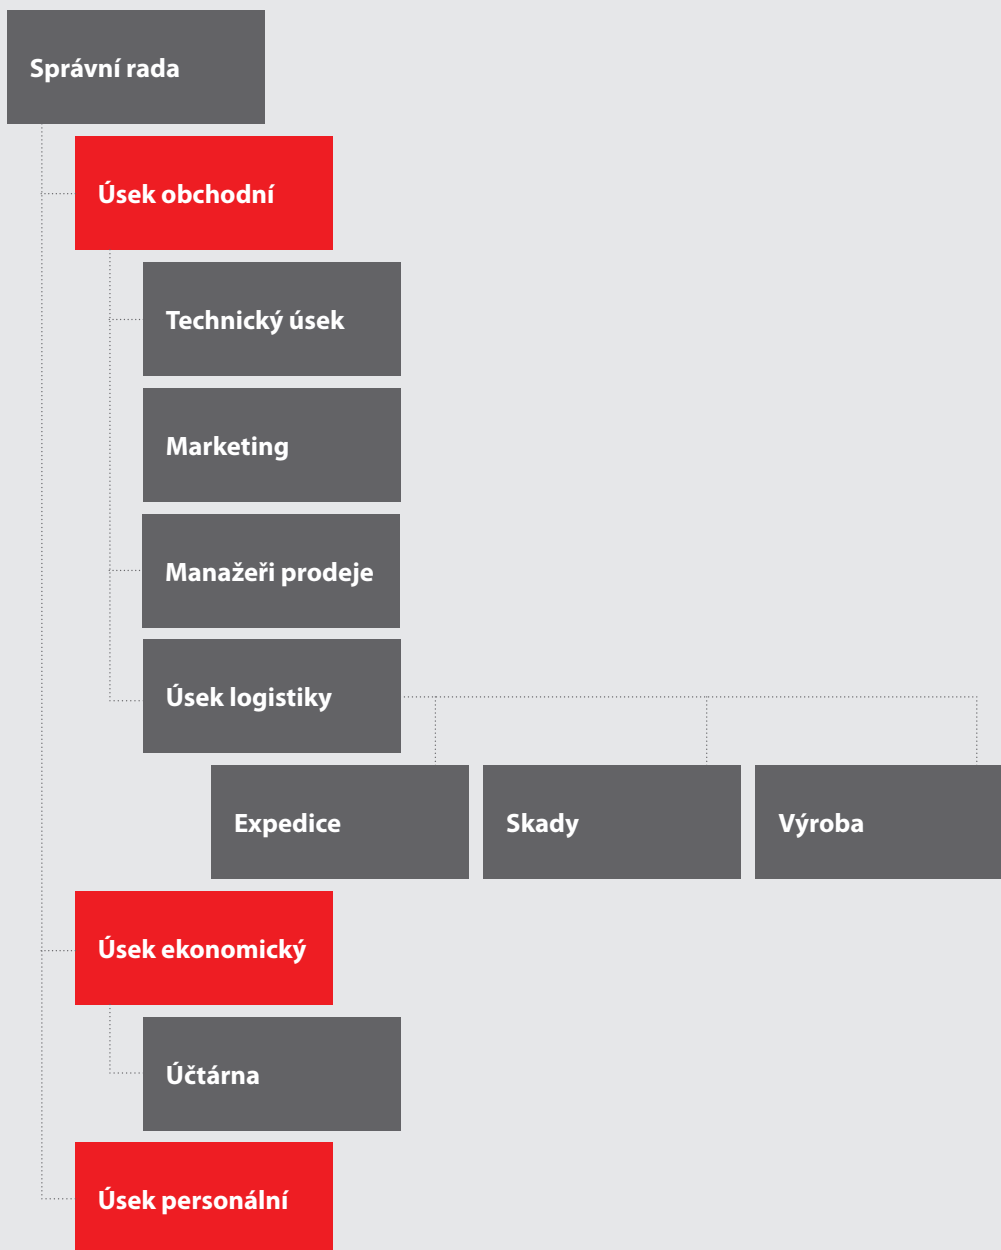 Správní rada
Úsek obchodní
Technický úsek
Marketing
Manažeři prodeje
Úsek logistiky
Expedice
Skady
Výroba
Úsek ekonomický
Účtárna
Úsek personální